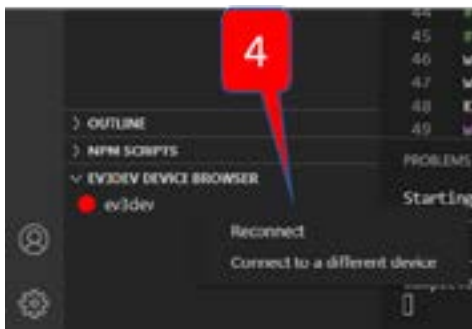 4
44
45
46
47
48
49
OUTLINE
NPM SCRIPTS
EV3DEV DEVICE BROWSER
ev3dev
PROBLEMS
Starting
Reconnect
Connect to a different device